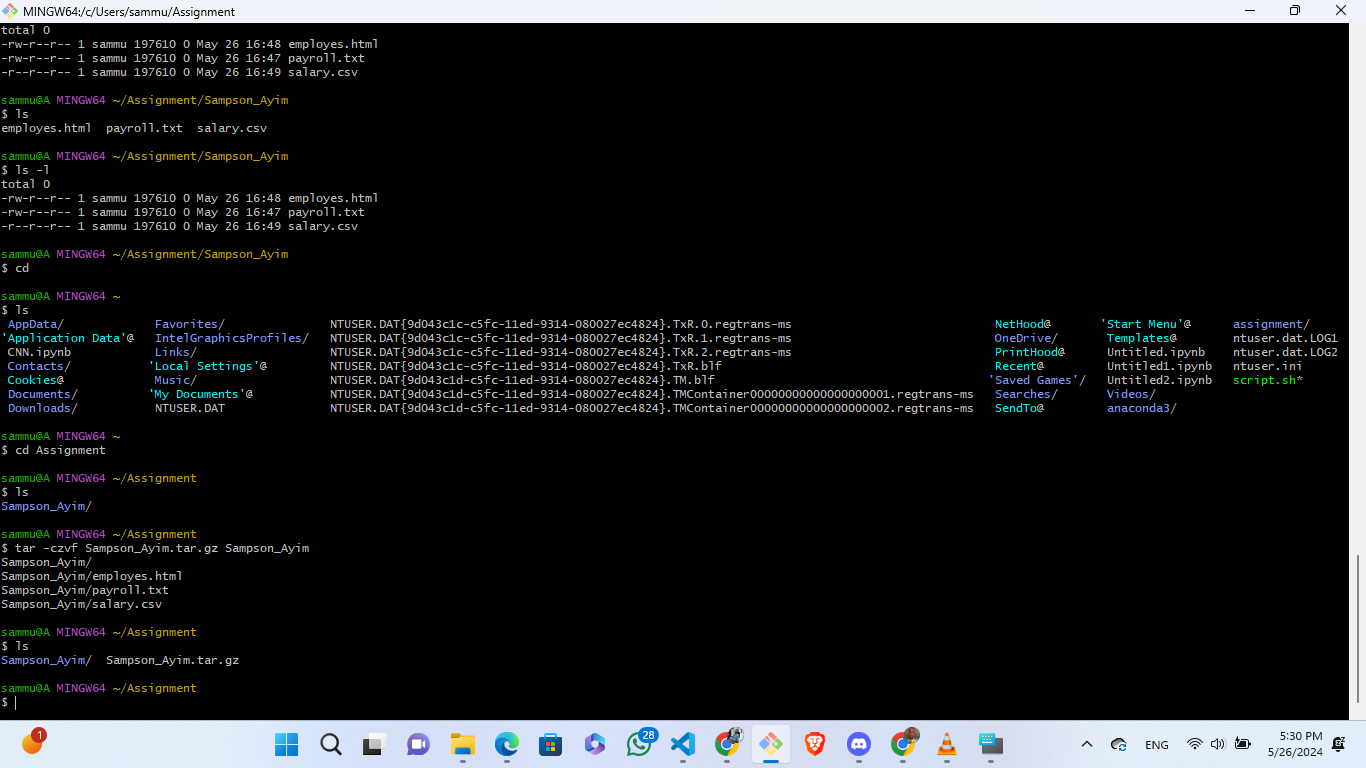 MINGW64:/c/Users/sammu/Assignment
total 0
-rw-r--r-- 1 sammu 197610 0 May 26 16:48 employes.html
-rw-r--r-- 1 sammu 197610 0 May 26 16:47 payroll.txt
-r--r--r-- 1 sammu 197610 0 May 26 16:49 salary.csv
sammu@A MINGW64 ~/Assignment/Sampson_Ayim
$ ls
employes.html  payroll.txt  salary.csv
sammu@A MINGW64 ~/Assignment/Sampson_Ayim
$ ls -l
total 0
-rw-r--r-- 1 sammu 197610 0 May 26 16:48 employes.html
-rw-r--r-- 1 sammu 197610 0 May 26 16:47 payroll.txt
-r--r--r-- 1 sammu 197610 0 May 26 16:49 salary.csv
sammu@A MINGW64 ~/Assignment/Sampson_Ayim
$ cd
sammu@A MINGW64 ~
$ ls
AppData/  Favorites/  NTUSER.DAT{9d043c1c-c5fc-11ed-9314-080027ec4824}.TxR.0.regtrans-ms  NetHood@  'Start Menu'@  assignment/
'Application Data'@  IntelGraphicsProfiles/  NTUSER.DAT{9d043c1c-c5fc-11ed-9314-080027ec4824}.TxR.1.regtrans-ms  OneDrive/  Templates@  ntuser.dat.LOG1
CNN.ipynb  Links/  NTUSER.DAT{9d043c1c-c5fc-11ed-9314-080027ec4824}.TxR.2.regtrans-ms  PrintHood@  Untitled.ipynb  ntuser.dat.LOG2
Contacts/  'Local Settings'@  NTUSER.DAT{9d043c1c-c5fc-11ed-9314-080027ec4824}.TxR.blf  Recent@  Untitled1.ipynb  ntuser.ini
Cookies@  Music/  NTUSER.DAT{9d043c1d-c5fc-11ed-9314-080027ec4824}.TM.blf  'Saved Games'/  Untitled2.ipynb  script.sh*
Documents/  'My Documents'@  NTUSER.DAT{9d043c1d-c5fc-11ed-9314-080027ec4824}.TMContainer00000000000000000001.regtrans-ms  Searches/  Videos/
Downloads/  NTUSER.DAT  NTUSER.DAT{9d043c1d-c5fc-11ed-9314-080027ec4824}.TMContainer00000000000000000002.regtrans-ms  SendTo@  anaconda3/
sammu@A MINGW64 ~
$ cd Assignment
sammu@A MINGW64 ~/Assignment
$ ls
Sampson_Ayim/
sammu@A MINGW64 ~/Assignment
$ tar -czvf Sampson_Ayim.tar.gz Sampson_Ayim
Sampson_Ayim/
Sampson_Ayim/employes.html
Sampson_Ayim/payroll.txt
Sampson_Ayim/salary.csv
sammu@A MINGW64 ~/Assignment
$ ls
Sampson_Ayim/  Sampson_Ayim.tar.gz
sammu@A MINGW64 ~/Assignment
$
1
28
ENG
5:30 PM
5/26/2024